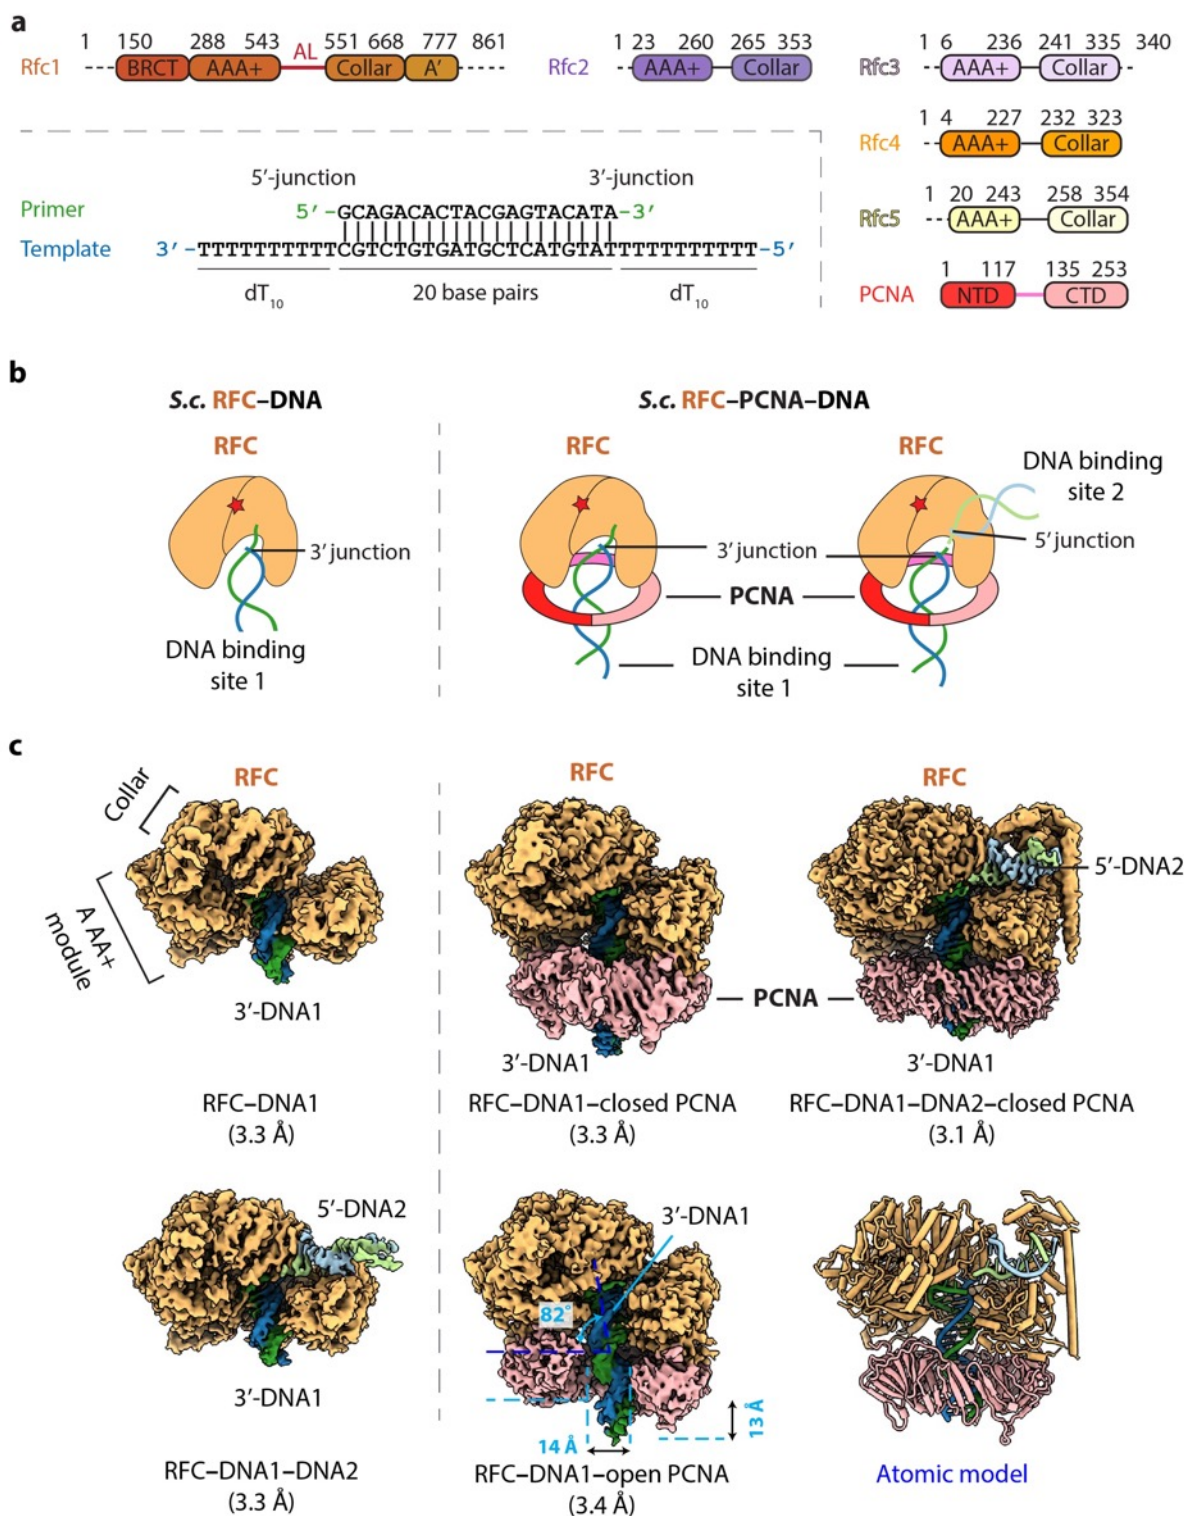 a
1 150 288 543 AL 551 668 777 861
Rfc1 BRCT AAA+ Collar A′
1 23 260 265 353
Rfc2 AAA+ Collar
1 6 236 241 335 340
Rfc3 AAA+ Collar
1 4 227 232 323
Rfc4 AAA+ Collar
1 20 243 258 354
Rfc5 AAA+ Collar
1 117 135 253
PCNA NTD CTD
5′-junction 3′-junction
Primer 5′-GCAGACACTACGAGTACATA-3′
Template 3′-TTTTTTTTTTCGTCTGTGATGCTCATGTATTTTTTTTTTT-5′
dT10 20 base pairs dT10
b
S.c. RFC–DNA
RFC
3′ junction
DNA binding
site 1
S.c. RFC–PCNA–DNA
RFC RFC
DNA binding
site 2
5′ junction
3′ junction
PCNA
DNA binding
site 1
c
RFC
Collar
A AA+
module
3′-DNA1
RFC–DNA1
(3.3 Å)
RFC
3′-DNA1
RFC–DNA1–closed PCNA
(3.3 Å)
PCNA
RFC
5′-DNA2
3′-DNA1
RFC–DNA1–DNA2–closed PCNA
(3.1 Å)
5′-DNA2
3′-DNA1
RFC–DNA1–DNA2
(3.3 Å)
3′-DNA1
82°
13 Å
14 Å
RFC–DNA1–open PCNA
(3.4 Å)
Atomic model